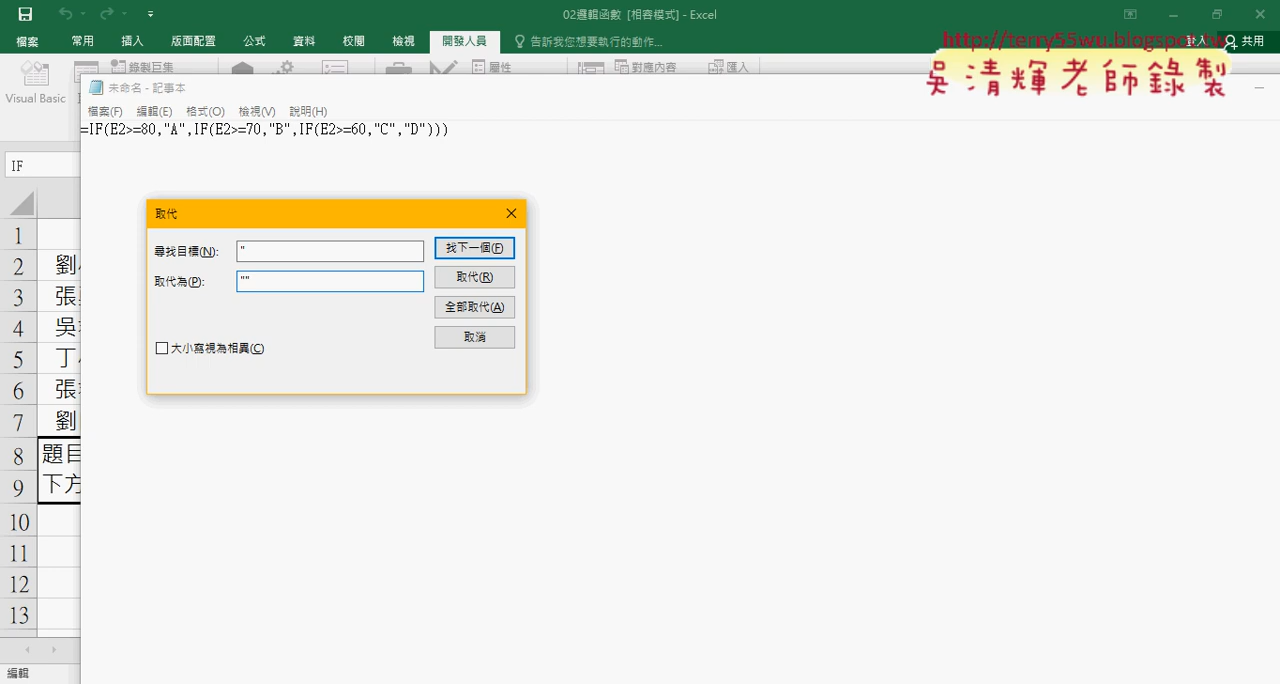 02邏輯函數 [相容模式] - Excel
檔案 常用 插入 版面配置 公式 資料 校閱 檢視 開發人員 告訴我您想要執行的動作... 登入 共用
http://terry55wu.blogspot.tw
吳清輝老師錄製
錄製巨集 屬性 對應內容 匯入
Visual Basic
未命名 - 記事本
檔案(F) 編輯(E) 格式(O) 檢視(V) 說明(H)
=IF(E2>=80,"A",IF(E2>=70,"B",IF(E2>=60,"C","D")))
IF
取代
尋找目標(N): " 找下一個(F)
取代為(P): "" 取代(R)
全部取代(A)
取消
大小寫視為相異(C)
1
2 劉
3 張
4 吳
5 丁
6 張
7 劉
8 題目
9 下方
10
11
12
13
編輯